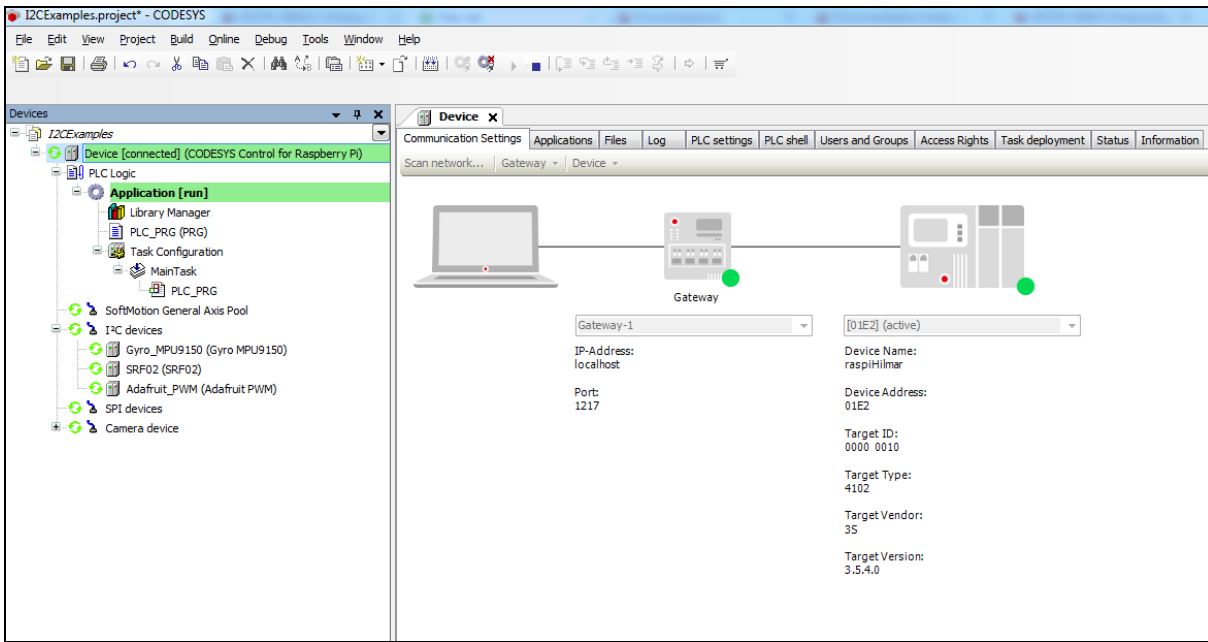 I2CExamples.project* - CODESYS
File Edit View Project Build Online Debug Tools Window Help
Devices
I2CExamples
Device [connected] (CODESYS Control for Raspberry Pi)
PLC Logic
Application [run]
Library Manager
PLC_PRG (PRG)
Task Configuration
MainTask
PLC_PRG
SoftMotion General Axis Pool
I²C devices
Gyro_MPU9150 (Gyro MPU9150)
SRF02 (SRF02)
Adafruit_PWM (Adafruit PWM)
SPI devices
Camera device
Device
Communication Settings Applications Files Log PLC settings PLC shell Users and Groups Access Rights Task deployment Status Information
Scan network... Gateway Device
Gateway
Gateway-1
IP-Address:
localhost
Port:
1217
[01E2] (active)
Device Name:
raspiHilmar
Device Address:
01E2
Target ID:
0000 0010
Target Type:
4102
Target Vendor:
3S
Target Version:
3.5.4.0